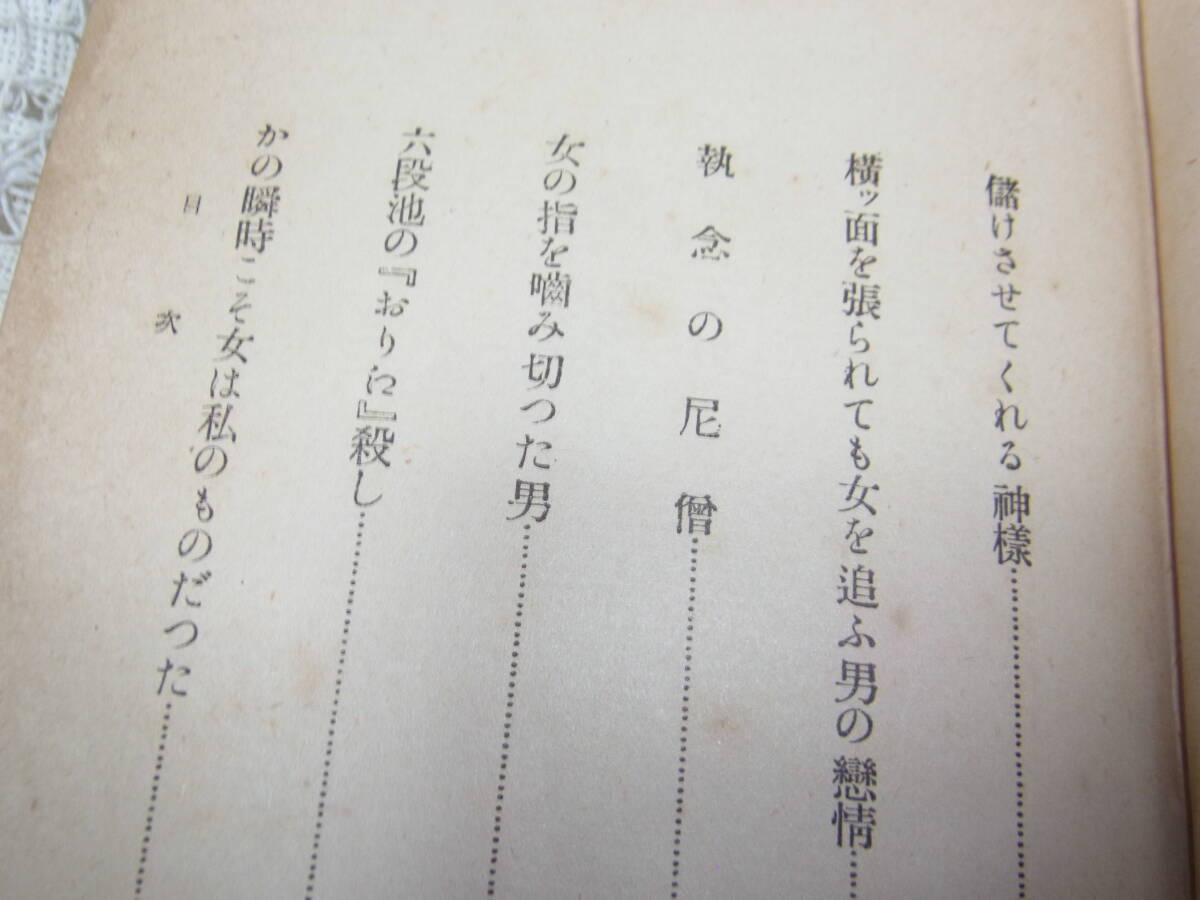 儲けさせてくれる神樣…………
橫ッ面を張られても女を追ふ男の戀情…
執念の尼僧…………
女の指を嚙み切つた男…………
六段池の『おりに』殺し…………
かの瞬時こそ女は私のものだつた…………
目次